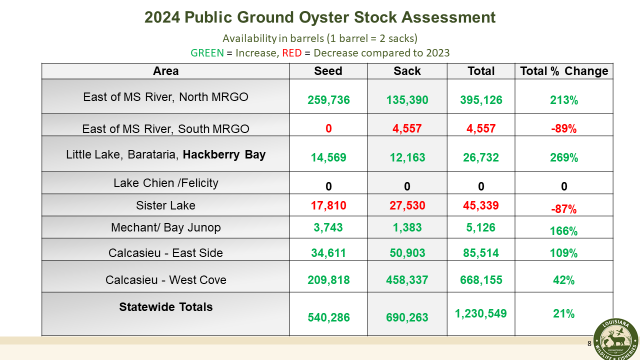 2024 Public Ground Oyster Stock Assessment
Availability in barrels (1 barrel = 2 sacks)
GREEN = Increase, RED = Decrease compared to 2023
Area Seed Sack Total Total % Change
East of MS River, North MRGO 259,736 135,390 395,126 213%
East of MS River, South MRGO 0 4,557 4,557 -89%
Little Lake, Barataria, Hackberry Bay 14,569 12,163 26,732 269%
Lake Chien /Felicity 0 0 0 0
Sister Lake 17,810 27,530 45,339 -87%
Mechant/ Bay Junop 3,743 1,383 5,126 166%
Calcasieu - East Side 34,611 50,903 85,514 109%
Calcasieu - West Cove 209,818 458,337 668,155 42%
Statewide Totals 540,286 690,263 1,230,549 21%
8
LOUISIANA